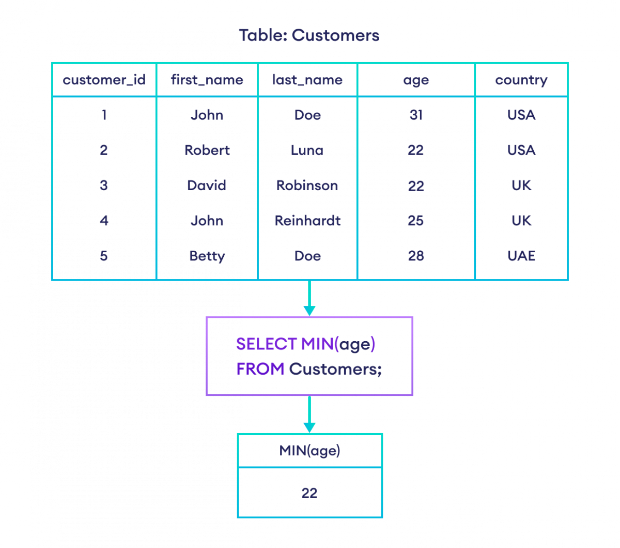 Table: Customers
customer_id first_name last_name age country
1 John Doe 31 USA
2 Robert Luna 22 USA
3 David Robinson 22 UK
4 John Reinhardt 25 UK
5 Betty Doe 28 UAE
SELECT MIN(age)
FROM Customers;
MIN(age)
22